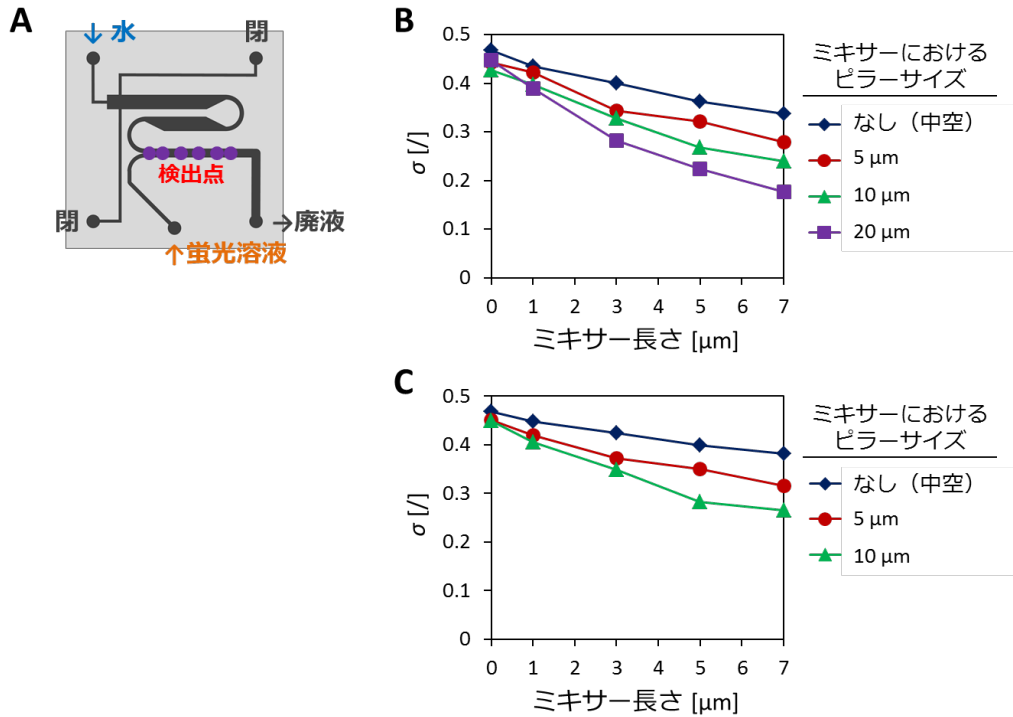 A
↓ 水
閉
検出点
閉
→廃液
↑蛍光溶液
B
0.5
0.4
0.3
0.2
0.1
0
σ [/]
0 1 2 3 4 5 6 7
ミキサー長さ [µm]
ミキサーにおける
ピラーサイズ
なし（中空）
5 µm
10 µm
20 µm
C
0.5
0.4
0.3
0.2
0.1
0
σ [/]
0 1 2 3 4 5 6 7
ミキサー長さ [µm]
ミキサーにおける
ピラーサイズ
なし（中空）
5 µm
10 µm